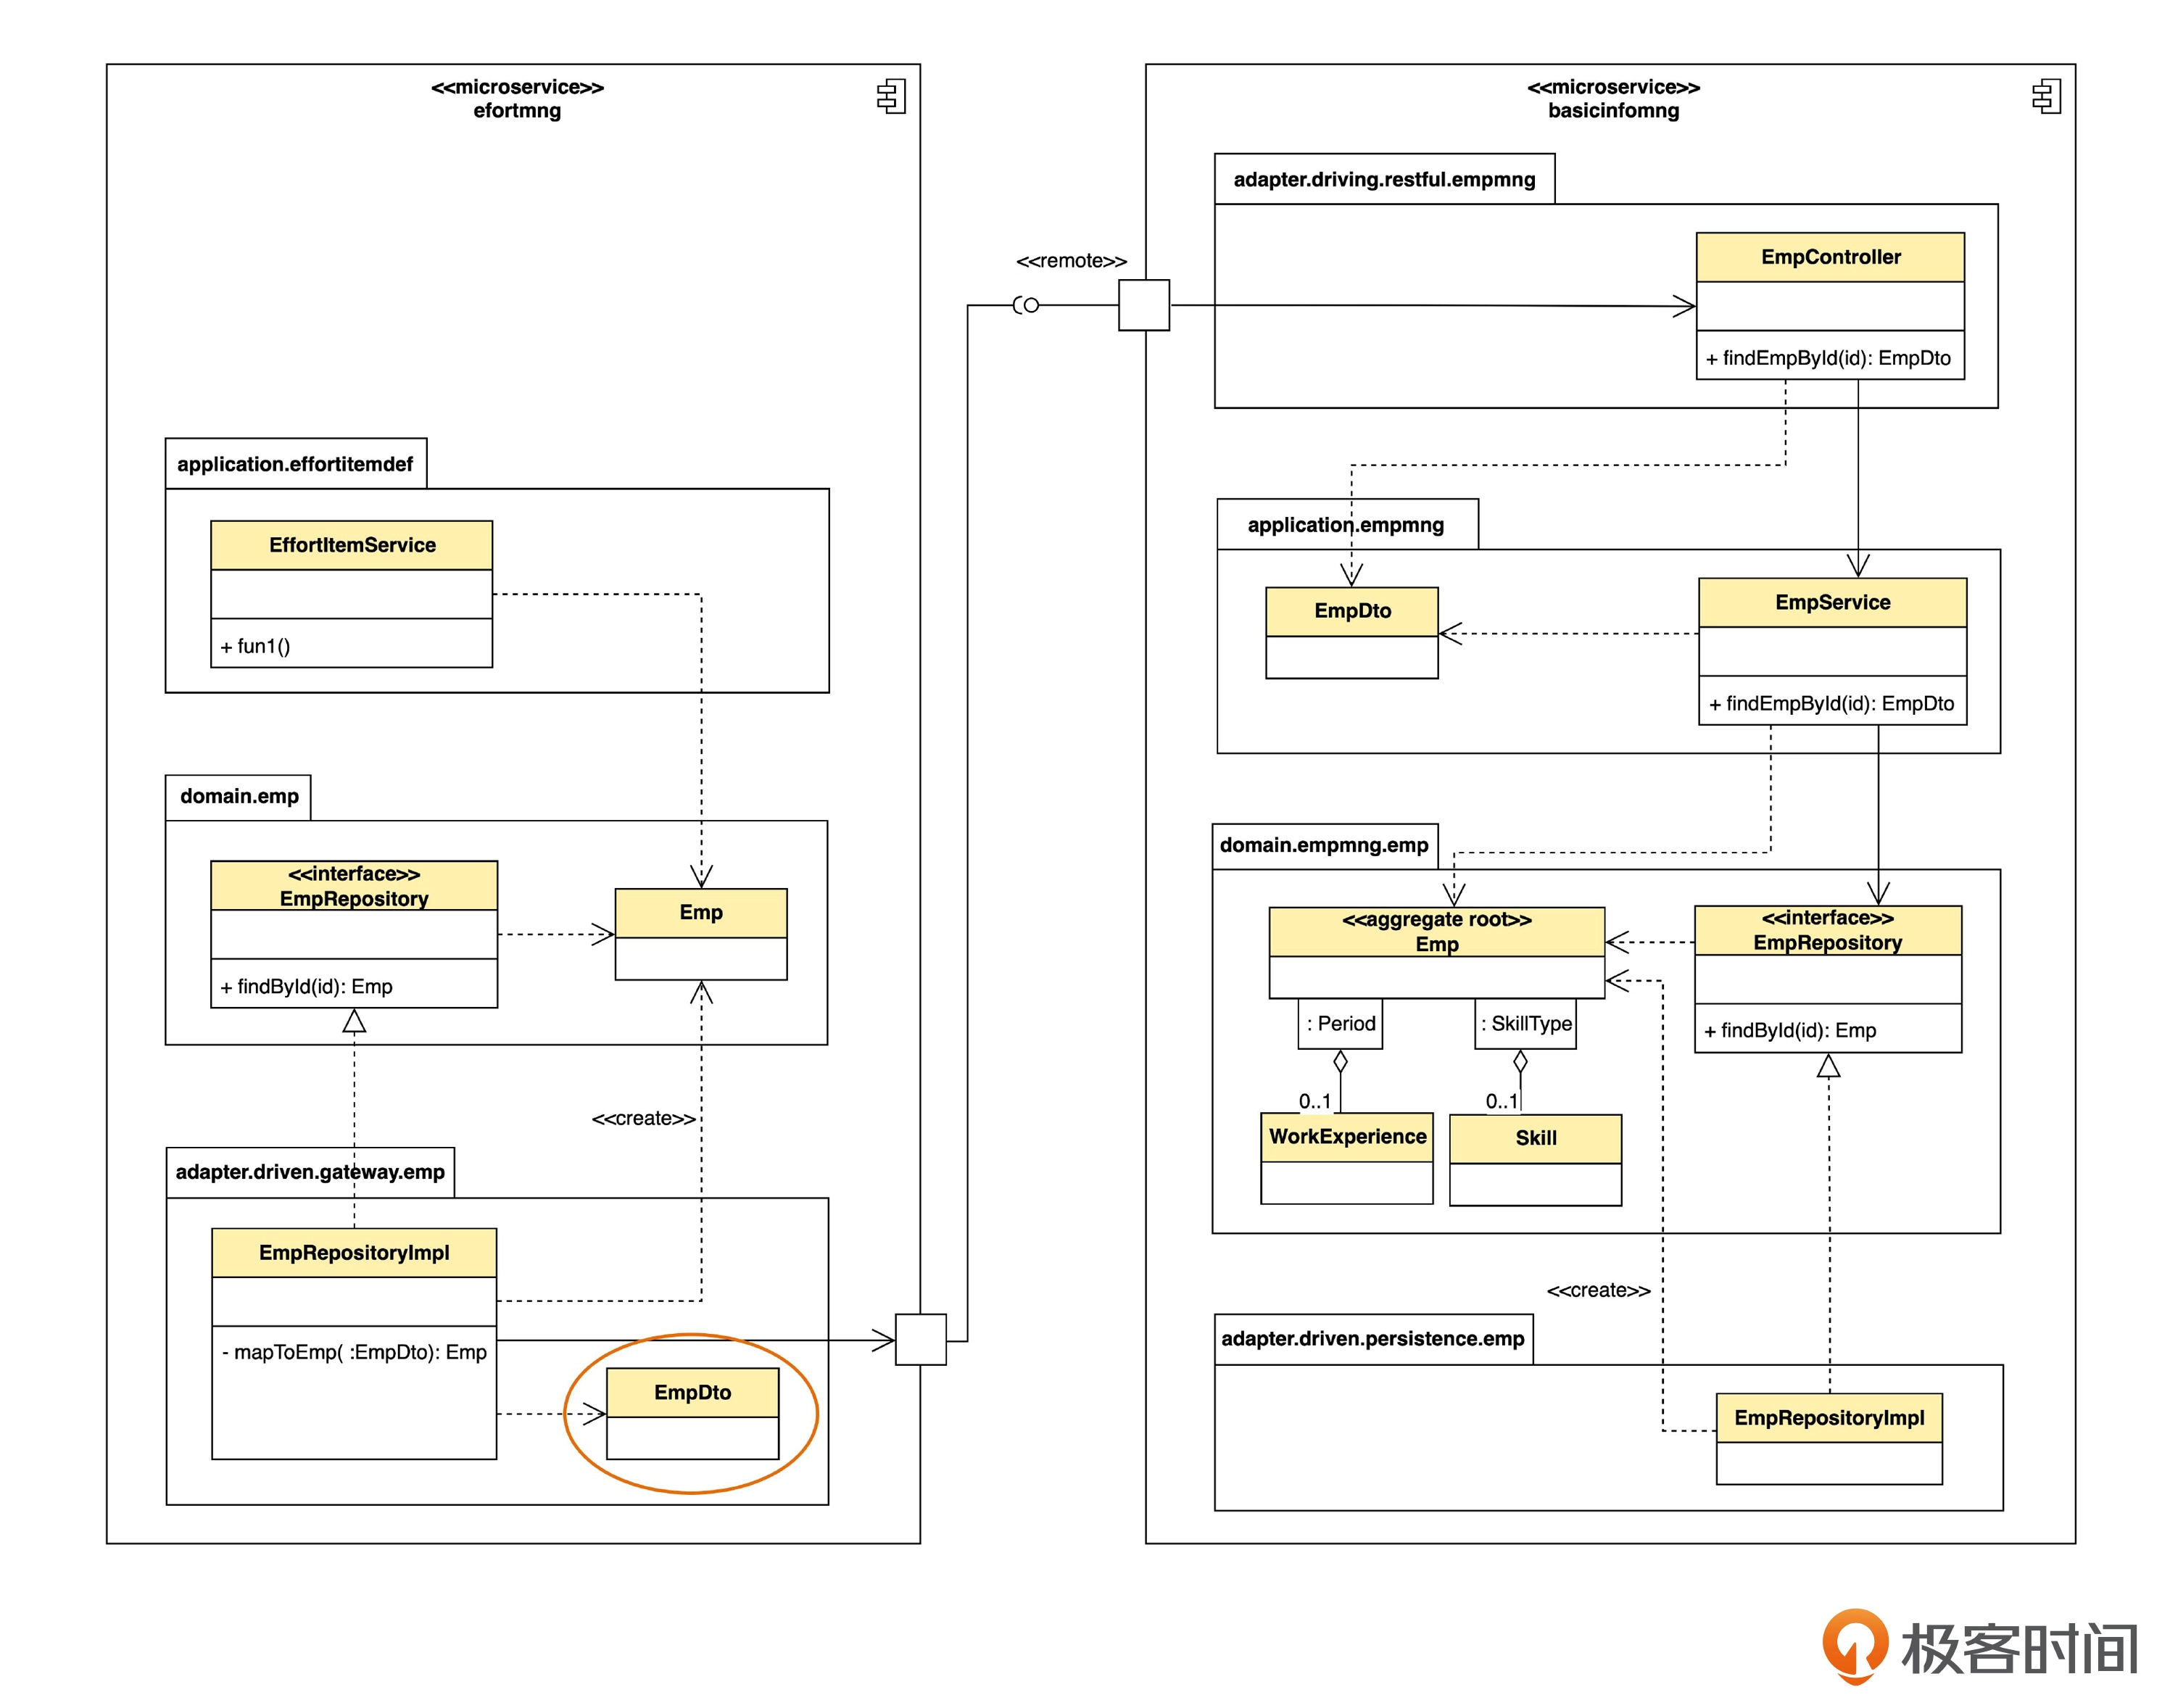 <<microservice>>
efortmng
application.effortitemdef
EffortItemService
+ fun1()
domain.emp
<<interface>>
EmpRepository
+ findById(id): Emp
Emp
<<create>>
adapter.driven.gateway.emp
EmpRepositoryImpl
- mapToEmp( :EmpDto): Emp
EmpDto
<<remote>>
<<microservice>>
basicinfomng
adapter.driving.restful.empmng
EmpController
+ findEmpById(id): EmpDto
application.empmng
EmpDto
EmpService
+ findEmpById(id): EmpDto
domain.empmng.emp
<<aggregate root>>
Emp
: Period
: SkillType
0..1
0..1
WorkExperience
Skill
<<interface>>
EmpRepository
+ findById(id): Emp
<<create>>
adapter.driven.persistence.emp
EmpRepositoryImpl
极客时间